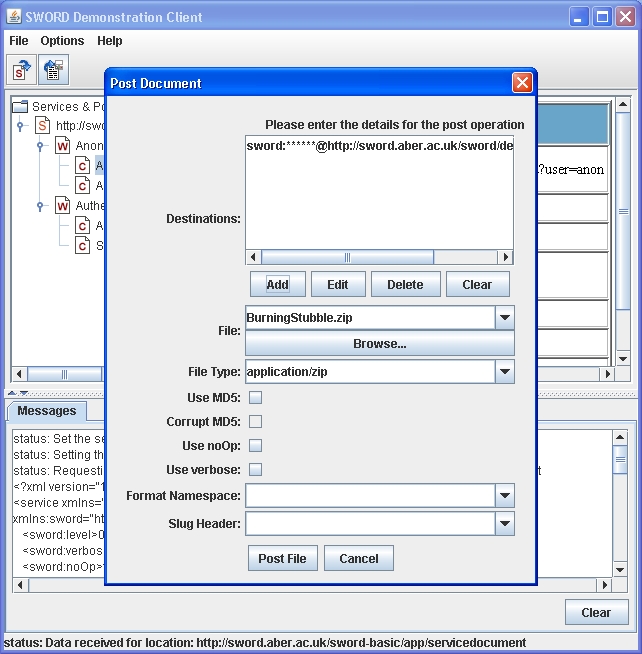 SWORD Demonstration Client
File Options Help
Services & Po
http://swo
Anon
A
A
Authe
A
S
?user=anon
Post Document
Please enter the details for the post operation
Destinations:
sword:******@http://sword.aber.ac.uk/sword/de
Add Edit Delete Clear
File: BurningStubble.zip
Browse...
File Type: application/zip
Use MD5:
Corrupt MD5:
Use noOp:
Use verbose:
Format Namespace:
Slug Header:
Post File Cancel
Messages
status: Set the se
status: Setting th
status: Requesti
<?xml version="1
<service xmlns="
xmlns:sword="ht
<sword:level>0
<sword:verbos
<sword:noOp>
Clear
status: Data received for location: http://sword.aber.ac.uk/sword-basic/app/servicedocument